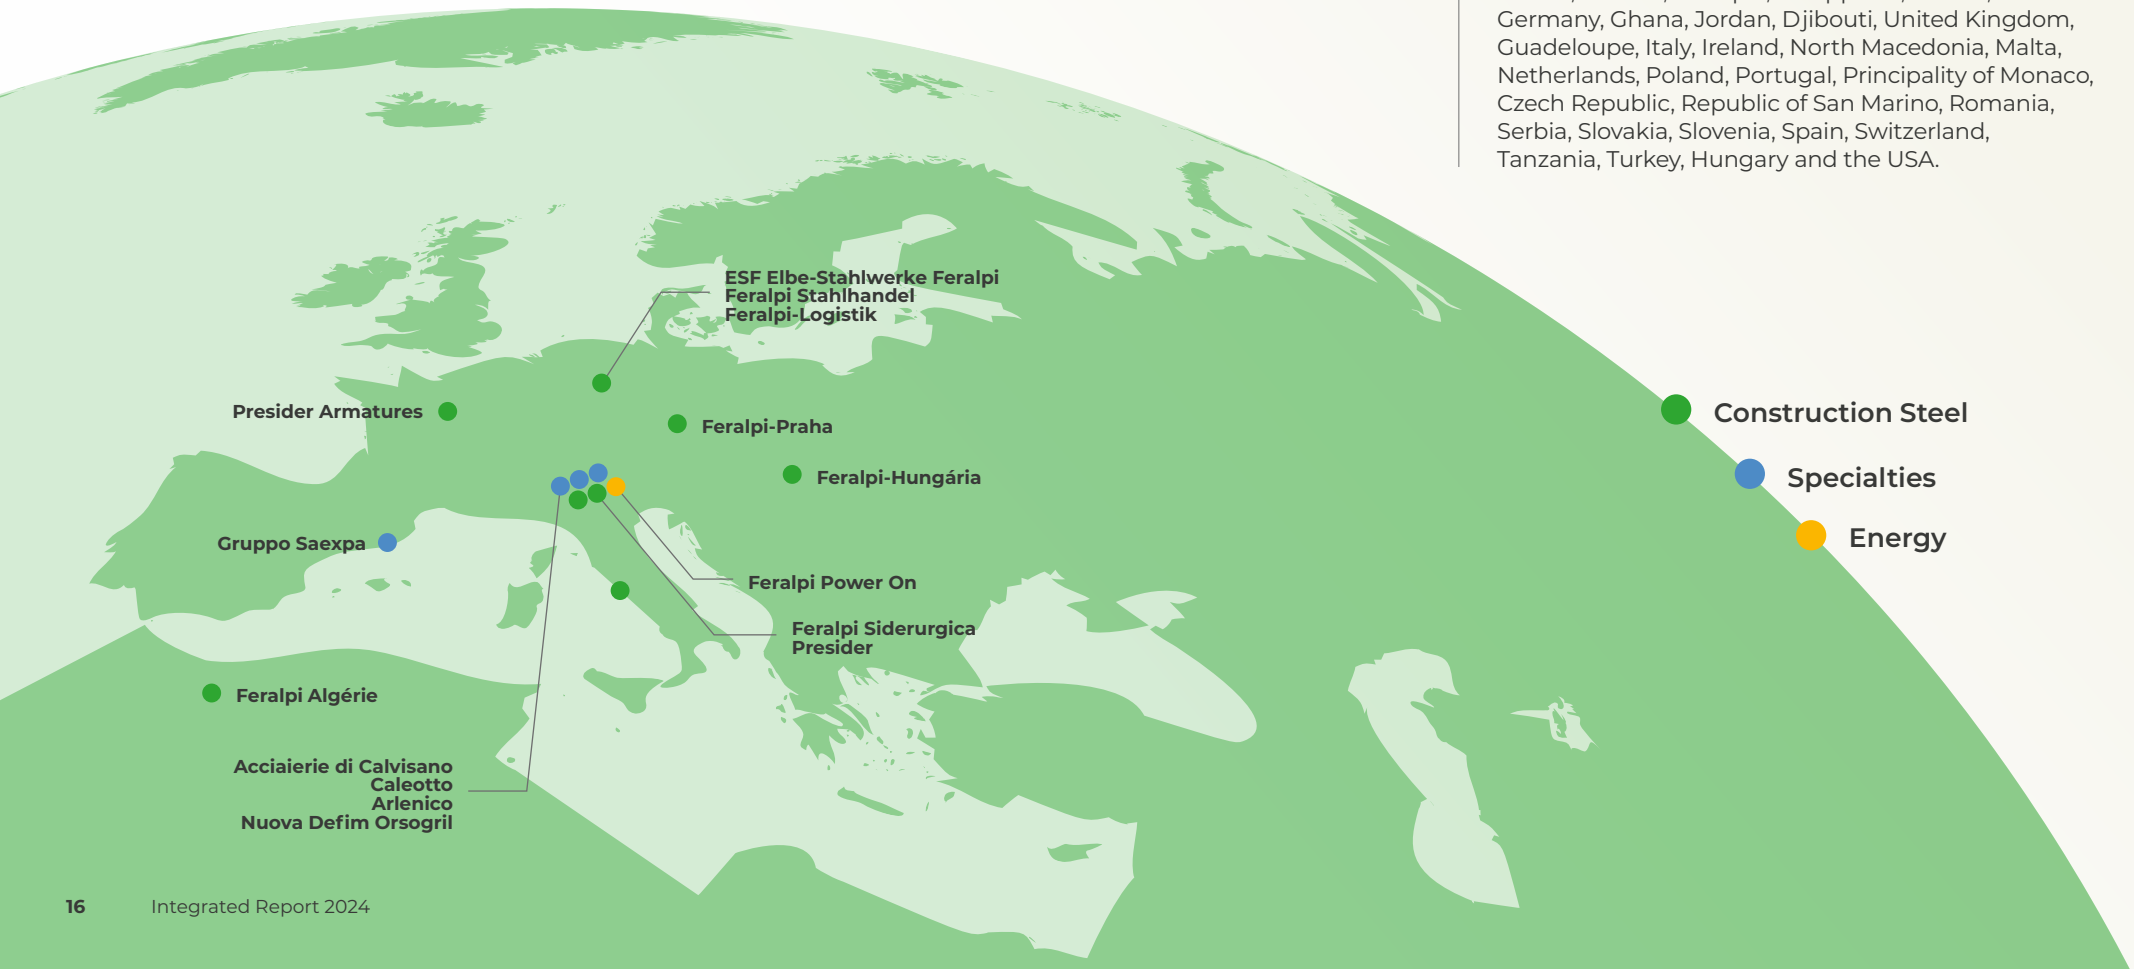 Germany, Ghana, Jordan, Djibouti, United Kingdom,
Guadeloupe, Italy, Ireland, North Macedonia, Malta,
Netherlands, Poland, Portugal, Principality of Monaco,
Czech Republic, Republic of San Marino, Romania,
Serbia, Slovakia, Slovenia, Spain, Switzerland,
Tanzania, Turkey, Hungary and the USA.
ESF Elbe-Stahlwerke Feralpi
Feralpi Stahlhandel
Feralpi-Logistik
Presider Armatures
Feralpi-Praha
Feralpi-Hungária
Gruppo Saexpa
Feralpi Power On
Feralpi Siderurgica
Presider
Feralpi Algérie
Acciaierie di Calvisano
Caleotto
Arlenico
Nuova Defim Orsogril
Construction Steel
Specialties
Energy
16 Integrated Report 2024